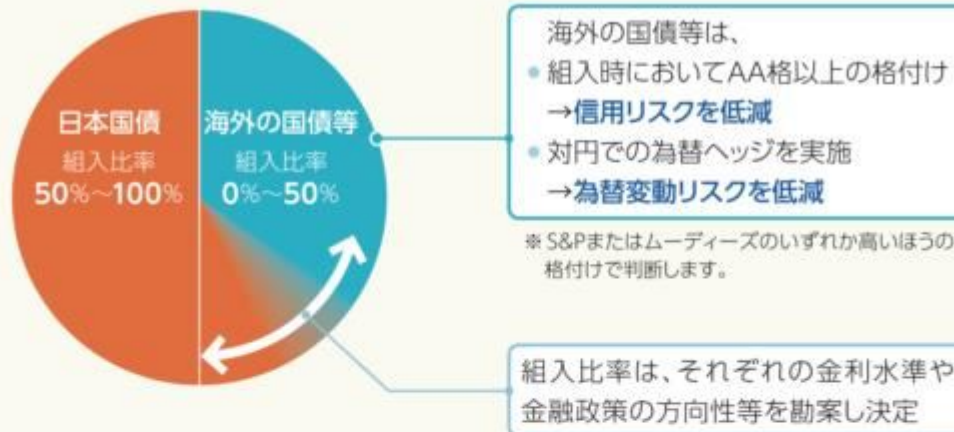 日本国債
組入比率
50%~100%
海外の国債等
組入比率
0%~50%
海外の国債等は、
• 組入時においてAA格以上の格付け
→信用リスクを低減
• 対円での為替ヘッジを実施
→為替変動リスクを低減
※S&Pまたはムーディーズのいずれか高いほうの
格付けで判断します。
組入比率は、それぞれの金利水準や
金融政策の方向性等を勘案し決定